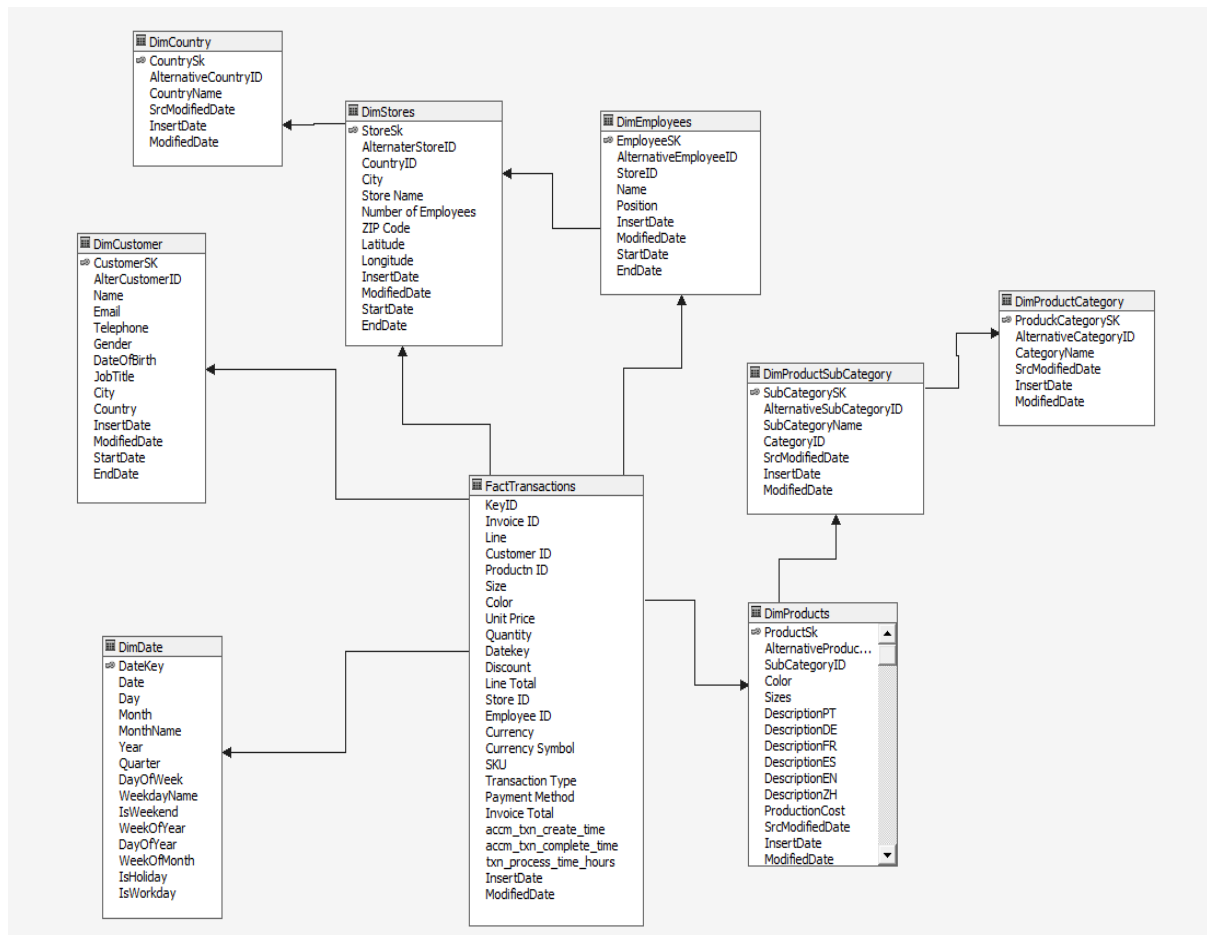 DimCountry
CountrySk
AlternativeCountryID
CountryName
SrcModifiedDate
InsertDate
ModifiedDate
DimStores
StoreSk
AlternaterStoreID
CountryID
City
Store Name
Number of Employees
ZIP Code
Latitude
Longitude
InsertDate
ModifiedDate
StartDate
EndDate
DimEmployees
EmployeeSK
AlternativeEmployeeID
StoreID
Name
Position
InsertDate
ModifiedDate
StartDate
EndDate
DimCustomer
CustomerSK
AlterCustomerID
Name
Email
Telephone
Gender
DateOfBirth
JobTitle
City
Country
InsertDate
ModifiedDate
StartDate
EndDate
DimProductCategory
ProduckCategorySK
AlternativeCategoryID
CategoryName
SrcModifiedDate
InsertDate
ModifiedDate
DimProductSubCategory
SubCategorySK
AlternativeSubCategoryID
SubCategoryName
CategoryID
SrcModifiedDate
InsertDate
ModifiedDate
FactTransactions
KeyID
Invoice ID
Line
Customer ID
Productn ID
Size
Color
Unit Price
Quantity
Datekey
Discount
Line Total
Store ID
Employee ID
Currency
Currency Symbol
SKU
Transaction Type
Payment Method
Invoice Total
accm_txn_create_time
accm_txn_complete_time
txn_process_time_hours
InsertDate
ModifiedDate
DimProducts
ProductSk
AlternativeProduc...
SubCategoryID
Color
Sizes
DescriptionPT
DescriptionDE
DescriptionFR
DescriptionES
DescriptionEN
DescriptionZH
ProductionCost
SrcModifiedDate
InsertDate
ModifiedDate
DimDate
DateKey
Date
Day
Month
MonthName
Year
Quarter
DayOfWeek
WeekdayName
IsWeekend
WeekOfYear
DayOfYear
WeekOfMonth
IsHoliday
IsWorkday